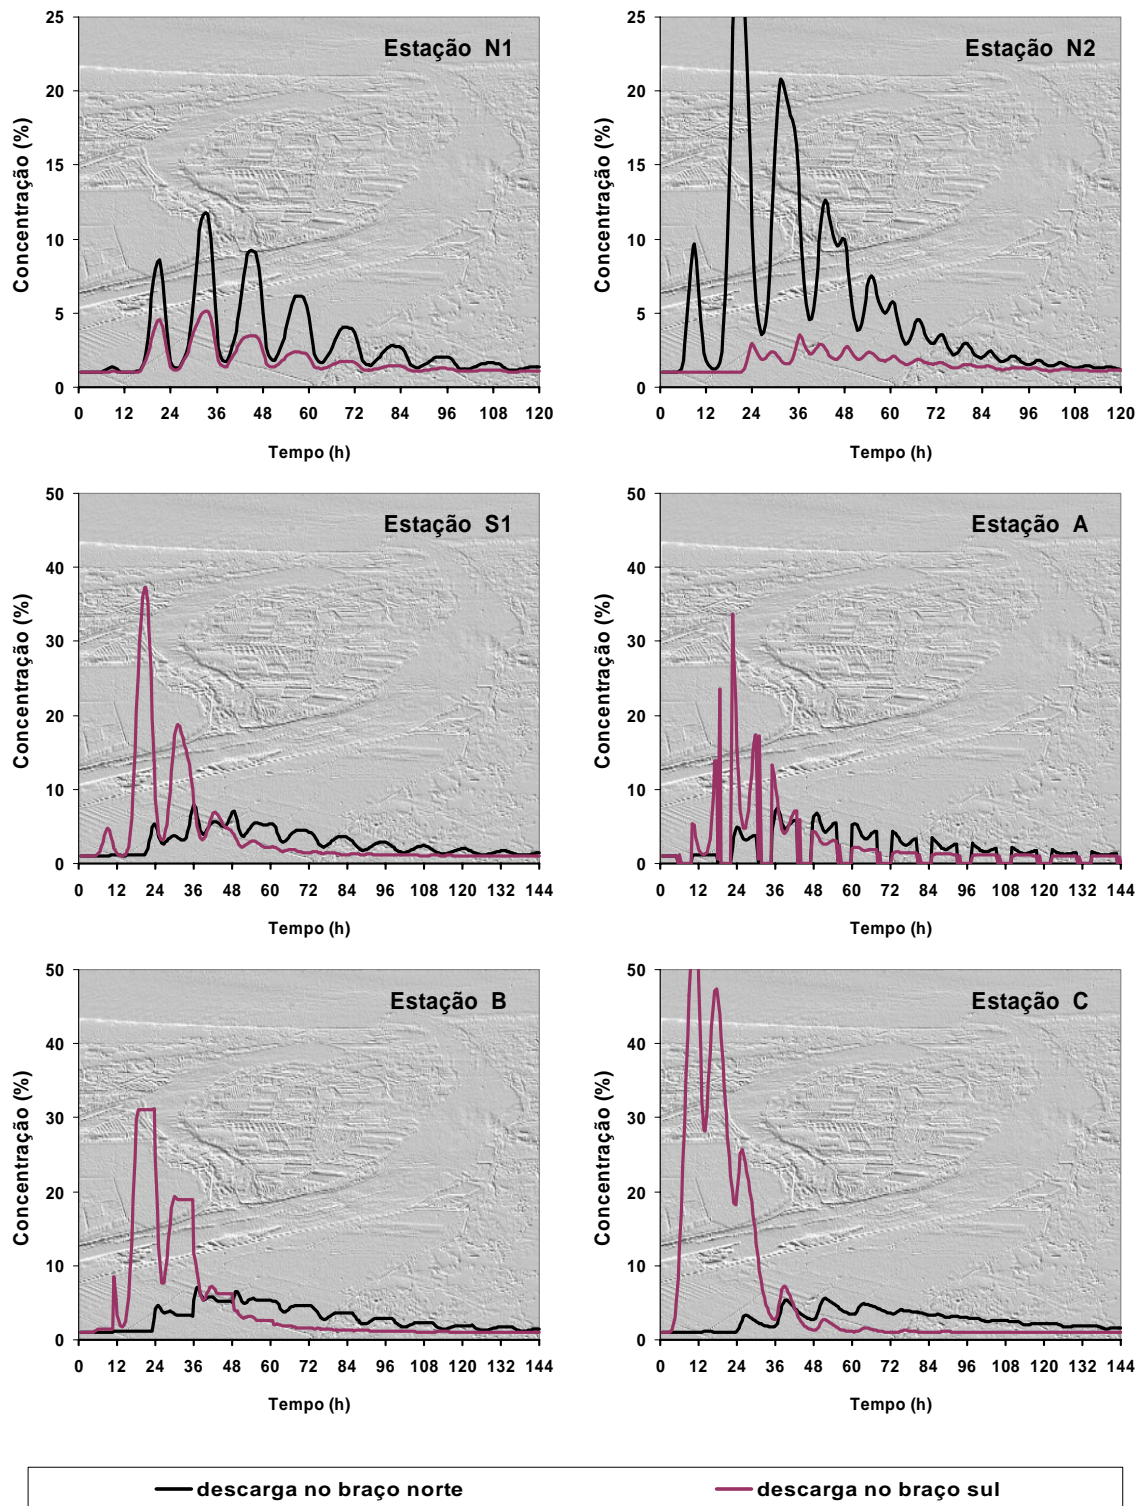 Estação N1
Concentração (%)
25
20
15
10
5
0
0 12 24 36 48 60 72 84 96 108 120
Tempo (h)
Estação N2
Concentração (%)
25
20
15
10
5
0
0 12 24 36 48 60 72 84 96 108 120
Tempo (h)
Estação S1
Concentração (%)
50
40
30
20
10
0
0 12 24 36 48 60 72 84 96 108 120 132 144
Tempo (h)
Estação A
Concentração (%)
50
40
30
20
10
0
0 12 24 36 48 60 72 84 96 108 120 132 144
Tempo (h)
Estação B
Concentração (%)
50
40
30
20
10
0
0 12 24 36 48 60 72 84 96 108 120 132 144
Tempo (h)
Estação C
Concentração (%)
50
40
30
20
10
0
0 12 24 36 48 60 72 84 96 108 120 132 144
Tempo (h)
descarga no braço norte
descarga no braço sul